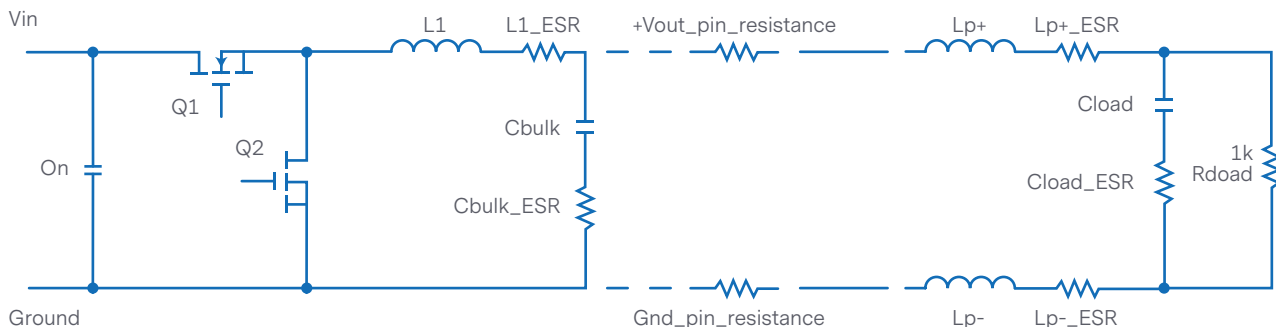 Vin
L1
L1_ESR
+Vout_pin_resistance
Lp+
Lp+_ESR
Q1
Cbulk
Cload
On
Q2
Cbulk_ESR
Cload_ESR
1k
Rdoad
Ground
Gnd_pin_resistance
Lp-
Lp-_ESR